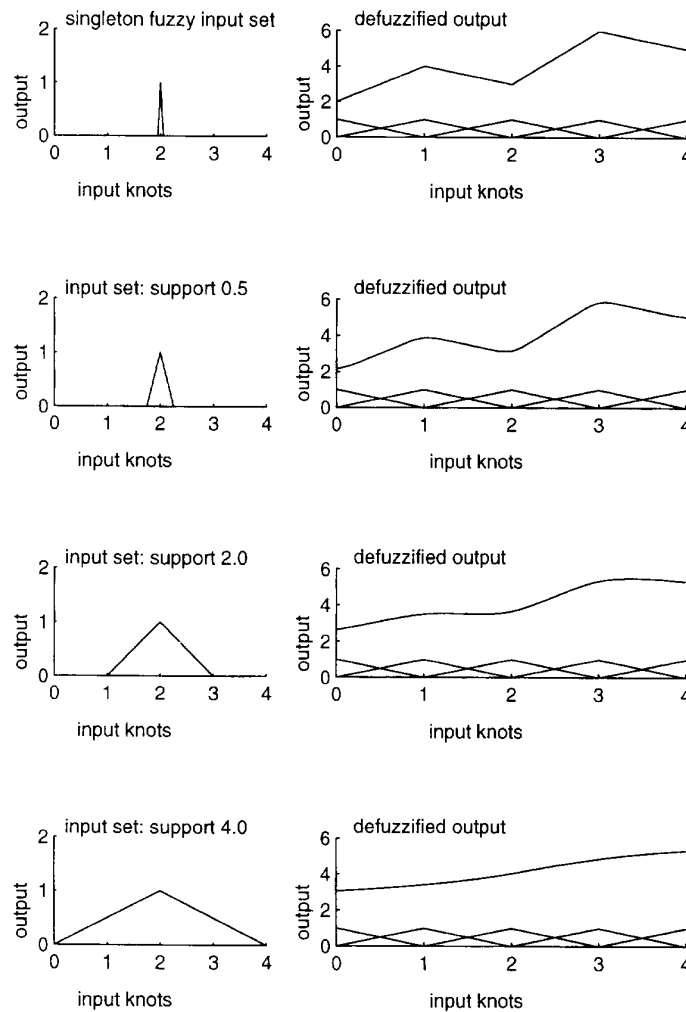 singleton fuzzy input set
2
1
0
output
0 1 2 3 4
input knots
defuzzified output
6
4
2
0
output
0 1 2 3 4
input knots
input set: support 0.5
2
1
0
output
0 1 2 3 4
input knots
defuzzified output
6
4
2
0
output
0 1 2 3 4
input knots
input set: support 2.0
2
1
0
output
0 1 2 3 4
input knots
defuzzified output
6
4
2
0
output
0 1 2 3 4
input knots
input set: support 4.0
2
1
0
output
0 1 2 3 4
input knots
defuzzified output
6
4
2
0
output
0 1 2 3 4
input knots